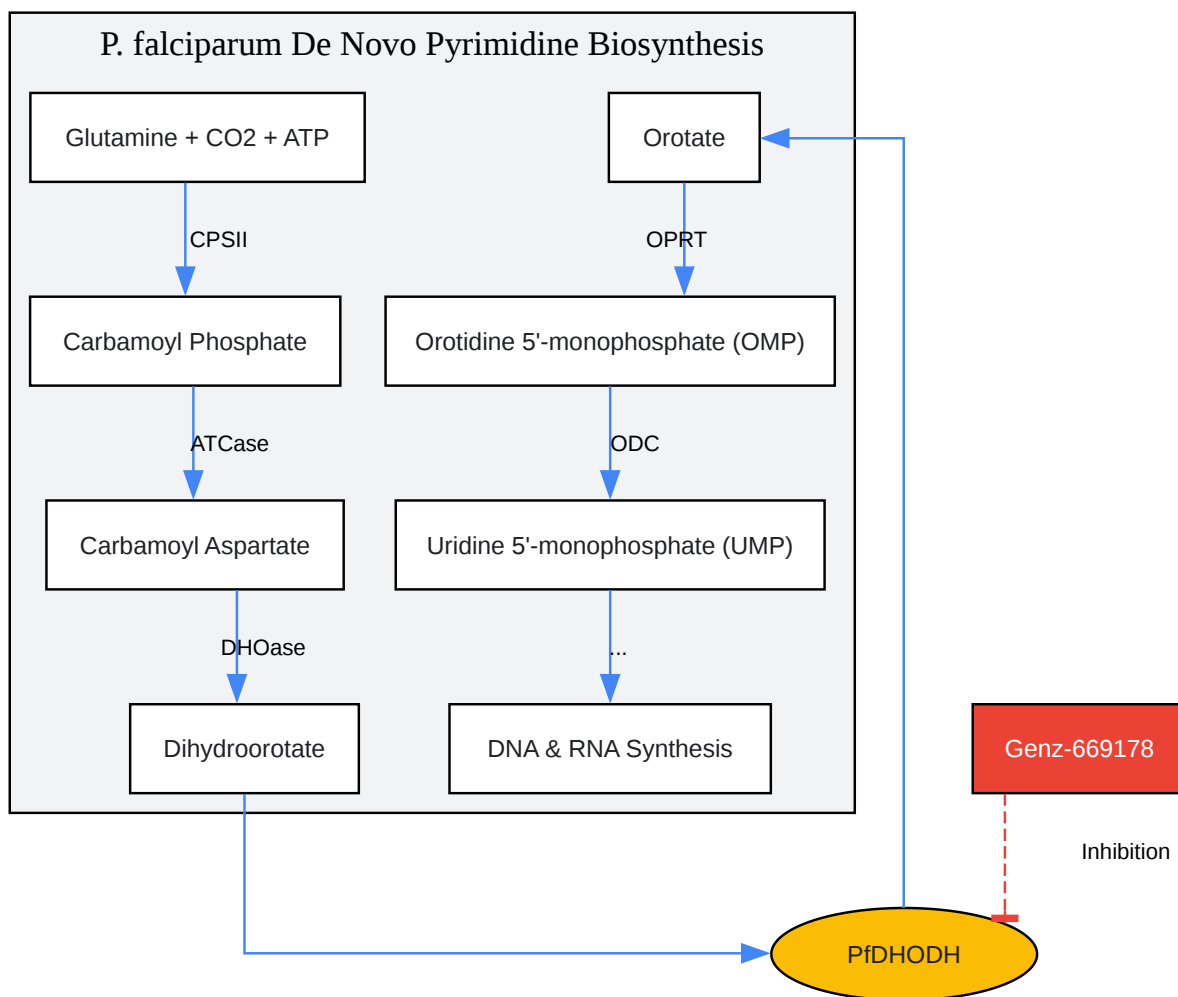 P. falciparum De Novo Pyrimidine Biosynthesis
Glutamine + CO2 + ATP
CPSII
Carbamoyl Phosphate
ATCase
Carbamoyl Aspartate
DHOase
Dihydroorotate
Orotate
OPRT
Orotidine 5'-monophosphate (OMP)
ODC
Uridine 5'-monophosphate (UMP)
...
DNA & RNA Synthesis
Genz-669178
Inhibition
PfDHODH